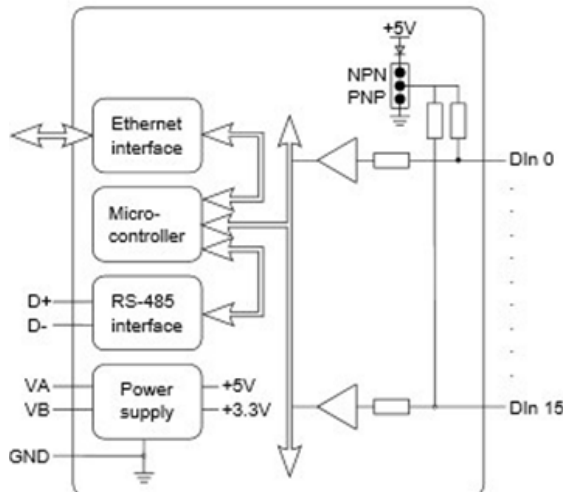 +5V
NPN
PNP
Ethernet
interface
DIn 0
Micro-
controller
D+
D-
RS-485
interface
VA
VB
Power
supply
+5V
+3.3V
DIn 15
GND